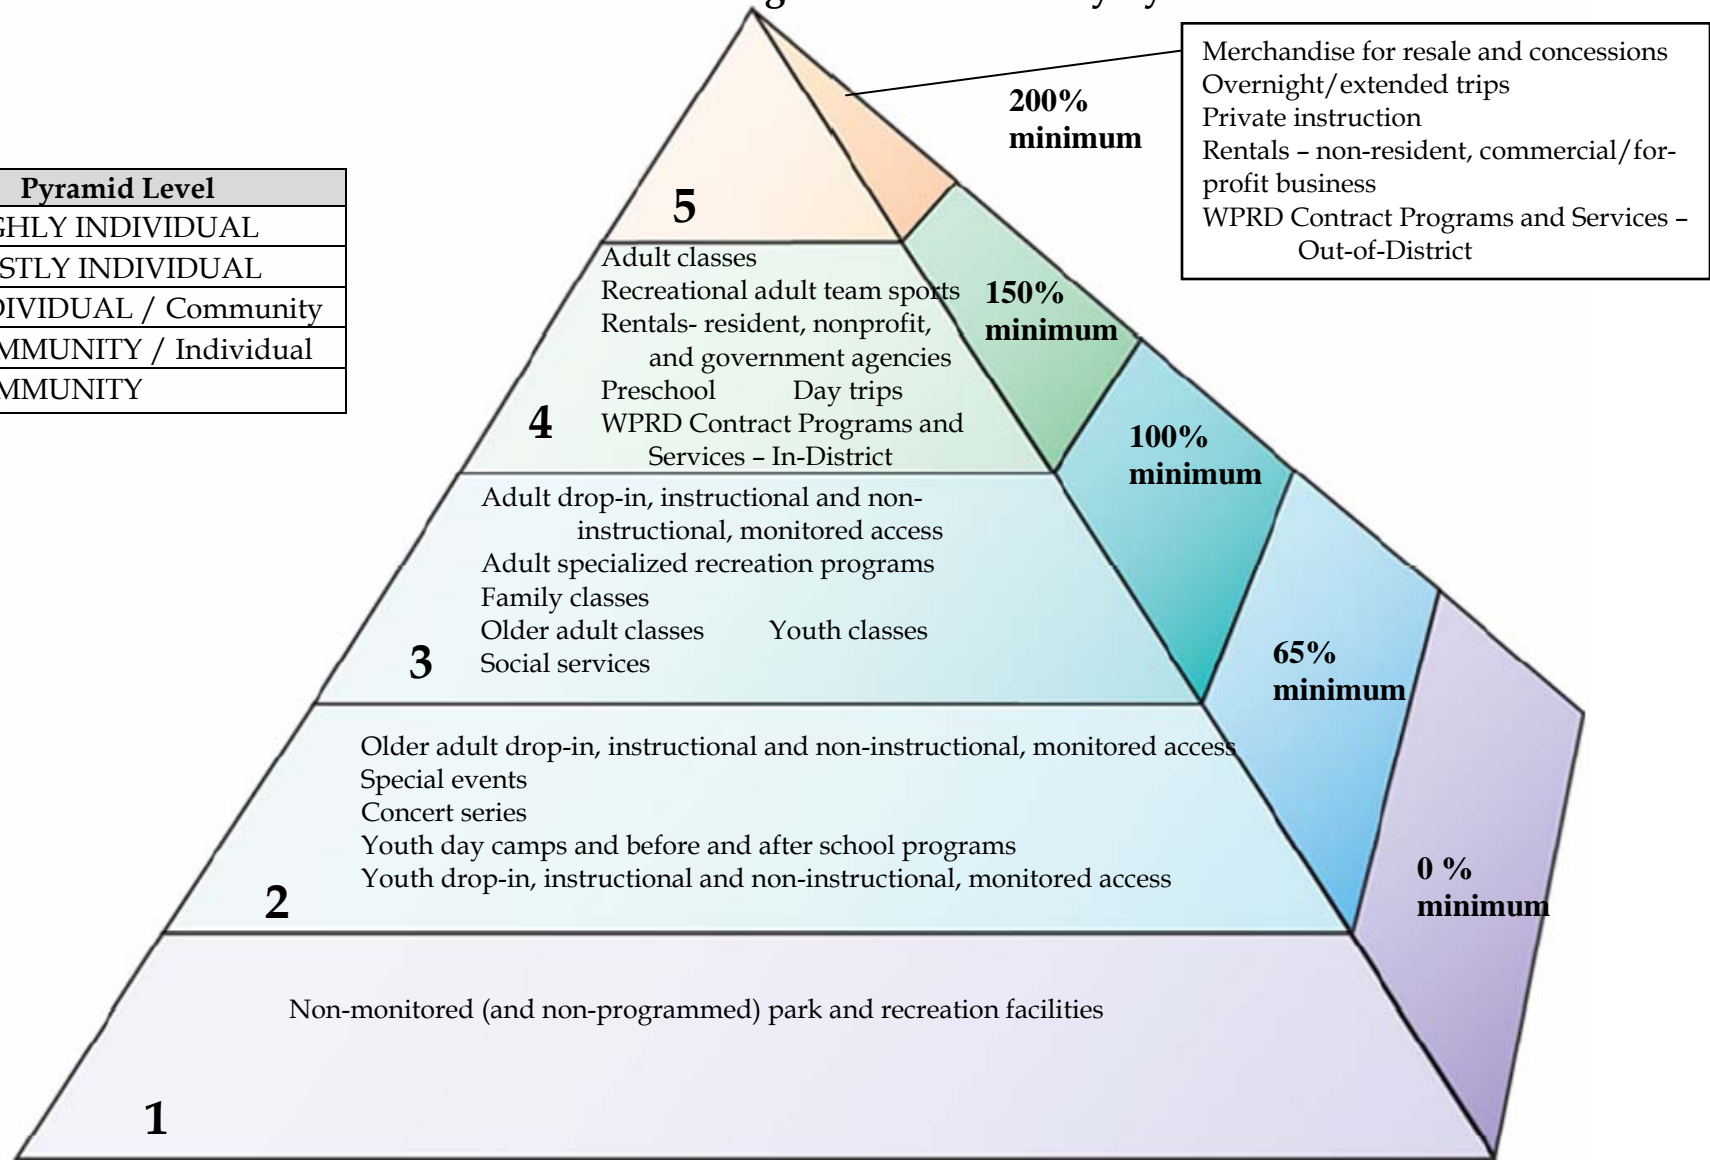 200%
minimum
Merchandise for resale and concessions
Overnight/extended trips
Private instruction
Rentals – non-resident, commercial/for-
profit business
WPRD Contract Programs and Services –
Out-of-District
Pyramid Level
GHLY INDIVIDUAL
STLY INDIVIDUAL
DIVIDUAL / Community
MMUNITY / Individual
MMUNITY
5
Adult classes
Recreational adult team sports
Rentals- resident, nonprofit,
and government agencies
Preschool Day trips
WPRD Contract Programs and
Services – In-District
4
150%
minimum
Adult drop-in, instructional and non-
instructional, monitored access
Adult specialized recreation programs
Family classes
Older adult classes Youth classes
Social services
3
100%
minimum
Older adult drop-in, instructional and non-instructional, monitored access
Special events
Concert series
Youth day camps and before and after school programs
Youth drop-in, instructional and non-instructional, monitored access
2
65%
minimum
Non-monitored (and non-programmed) park and recreation facilities
1
0 %
minimum